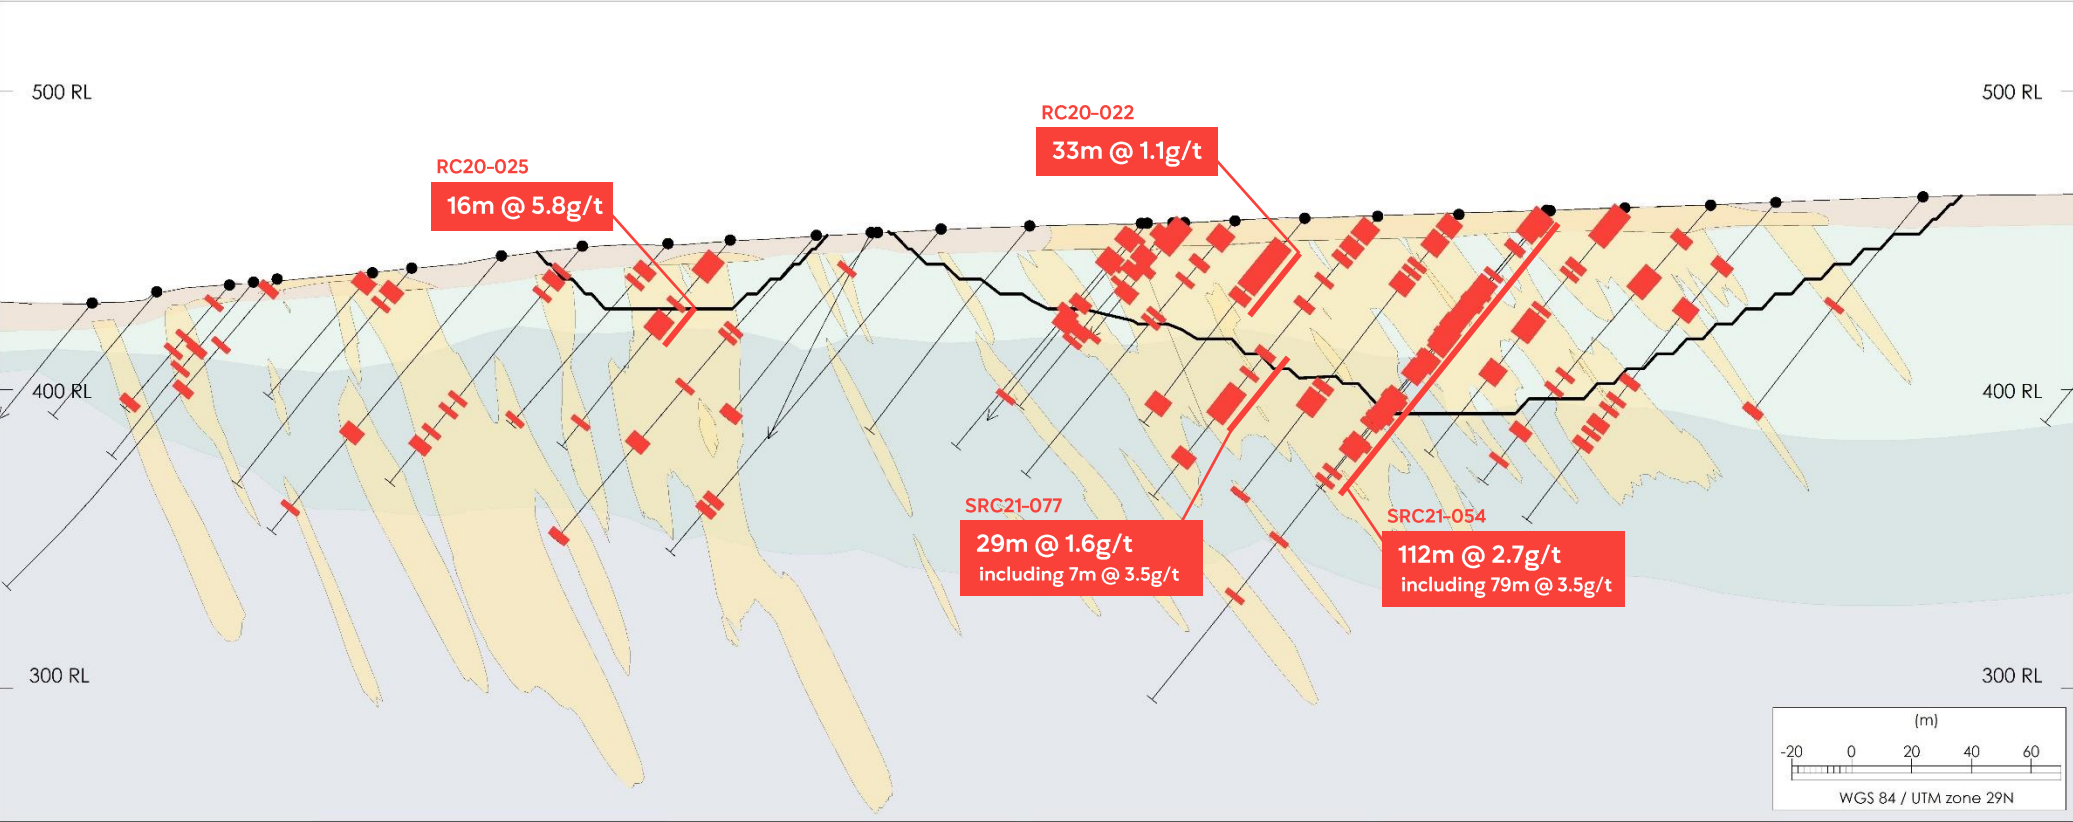 500 RL
500 RL
RC20-022
33m @ 1.1g/t
RC20-025
16m @ 5.8g/t
400 RL
400 RL
SRC21-077
29m @ 1.6g/t
including 7m @ 3.5g/t
SRC21-054
112m @ 2.7g/t
including 79m @ 3.5g/t
300 RL
300 RL
(m)
-20 0 20 40 60
WGS 84 / UTM zone 29N